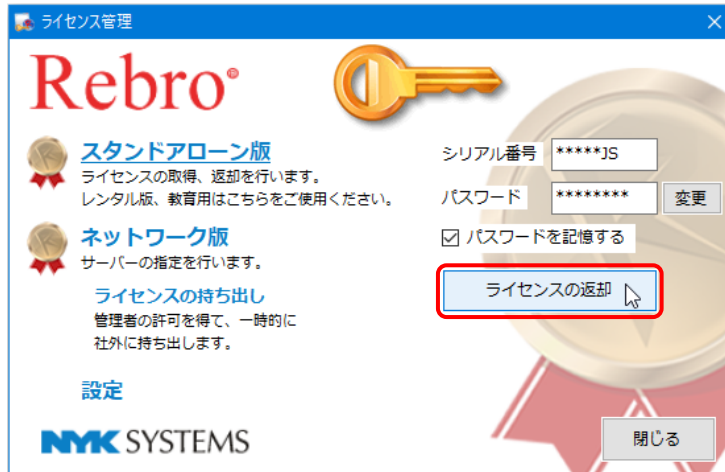 ライセンス管理
Rebro
スタンドアローン版
ライセンスの取得、返却を行います。
レンタル版、教育用はこちらをご使用ください。
ネットワーク版
サーバーの指定を行います。
ライセンスの持ち出し
管理者の許可を得て、一時的に
社外に持ち出します。
設定
NYK SYSTEMS
シリアル番号 *****JS
パスワード ******** 変更
パスワードを記憶する
ライセンスの返却
閉じる